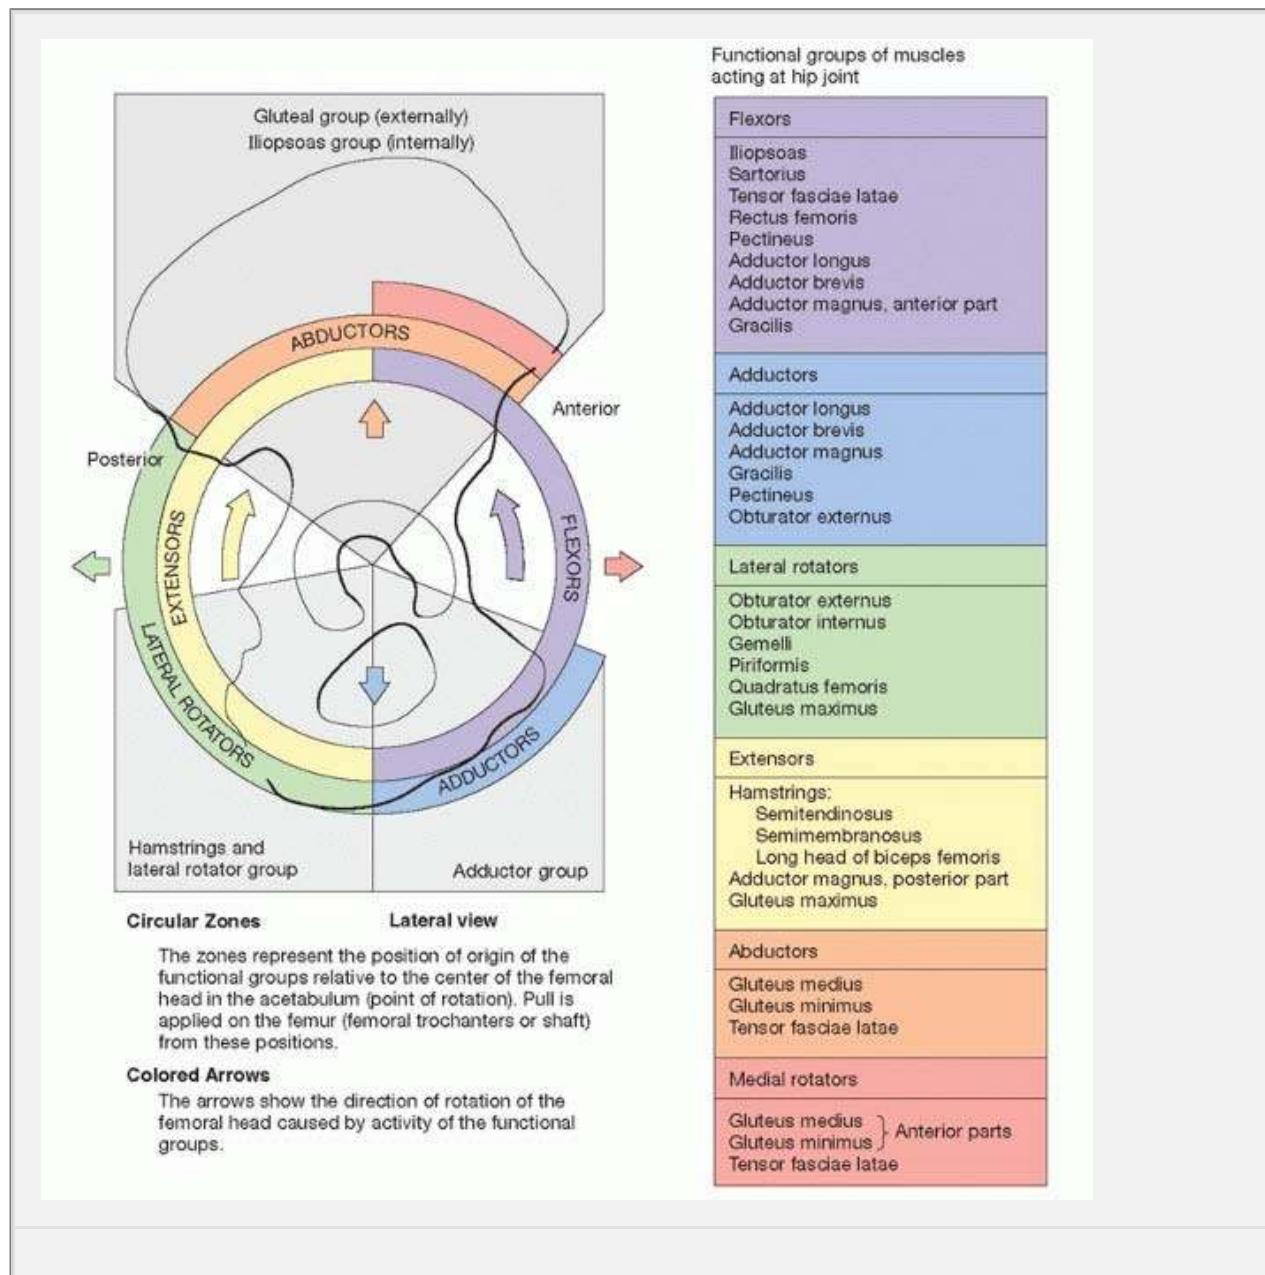 Functional groups of muscles
acting at hip joint
Gluteal group (externally)
Iliopsoas group (internally)
ABDUCTORS
Anterior
Posterior
EXTENSORS
FLEXORS
LATERAL ROTATORS
ADDUCTORS
Hamstrings and
lateral rotator group
Adductor group
Circular Zones
Lateral view
The zones represent the position of origin of the
functional groups relative to the center of the femoral
head in the acetabulum (point of rotation). Pull is
applied on the femur (femoral trochanters or shaft)
from these positions.
Colored Arrows
The arrows show the direction of rotation of the
femoral head caused by activity of the functional
groups.
Flexors
Iliopsoas
Sartorius
Tensor fasciae latae
Rectus femoris
Pectineus
Adductor longus
Adductor brevis
Adductor magnus, anterior part
Gracilis
Adductors
Adductor longus
Adductor brevis
Adductor magnus
Gracilis
Pectineus
Obturator externus
Lateral rotators
Obturator externus
Obturator internus
Gemelli
Piriformis
Quadratus femoris
Gluteus maximus
Extensors
Hamstrings:
Semitendinosus
Semimembranosus
Long head of biceps femoris
Adductor magnus, posterior part
Gluteus maximus
Abductors
Gluteus medius
Gluteus minimus
Tensor fasciae latae
Medial rotators
Gluteus medius
Gluteus minimus } Anterior parts
Tensor fasciae latae